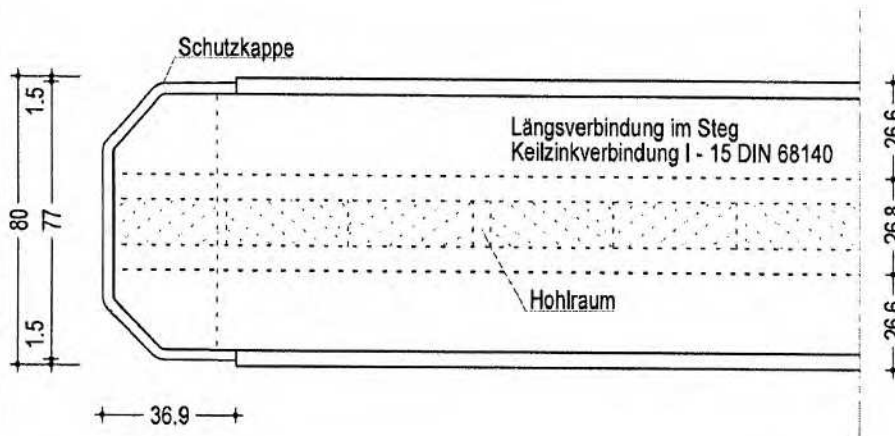 Schutzkappe
Längsverbindung im Steg
Keilzinkverbindung I - 15 DIN 68140
Hohlraum
1.5
80
77
1.5
26.6
26.8
26.6
36.9